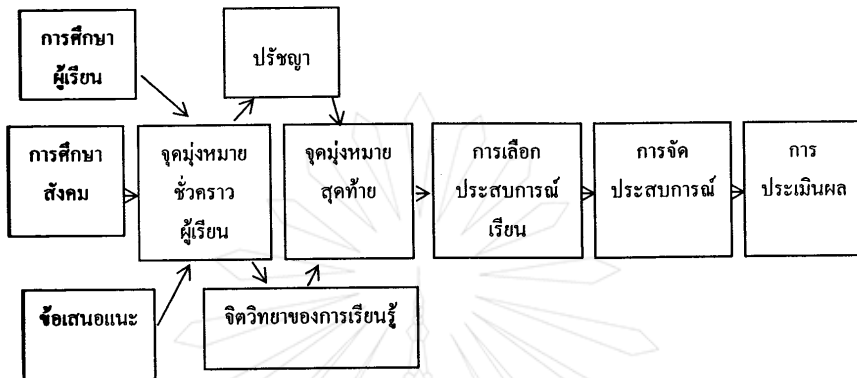 การศึกษา
ผู้เรียน
ปรัชญา
การศึกษา
สังคม
จุดมุ่งหมาย
ชั่วคราว
ผู้เรียน
จุดมุ่งหมาย
สุดท้าย
การเลือก
ประสบการณ์
เรียน
การจัด
ประสบการณ์
การ
ประเมินผล
ข้อเสนอแนะ
จิตวิทยาของการเรียนรู้